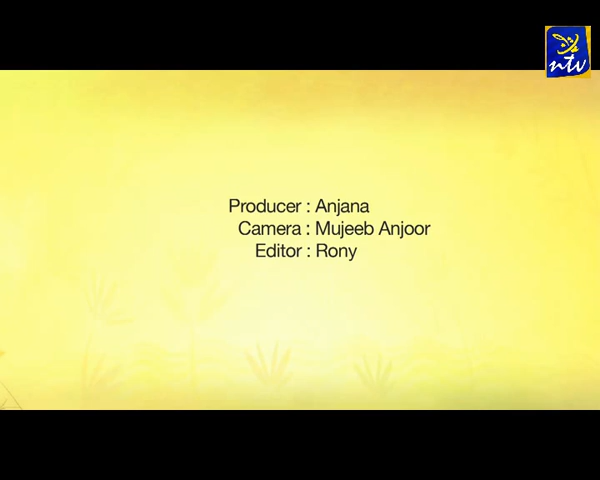 ntv
Producer : Anjana
Camera : Mujeeb Anjoor
Editor : Rony